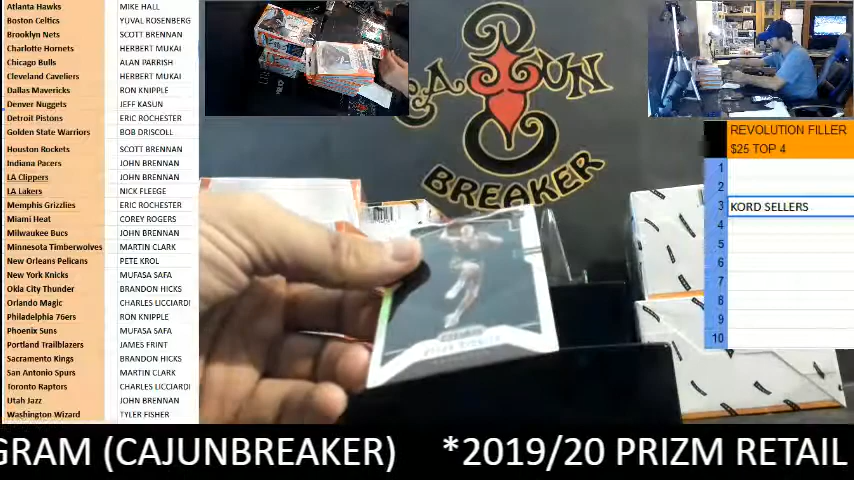 Atlanta Hawks MIKE HALL
Boston Celtics YUVAL ROSENBERG
Brooklyn Nets SCOTT BRENNAN
Charlotte Hornets HERBERT MUKAI
Chicago Bulls ALAN PARRISH
Cleveland Cavaliers HERBERT MUKAI
Dallas Mavericks RON KNIPPLE
Denver Nuggets JEFF KASUN
Detroit Pistons ERIC ROCHESTER
Golden State Warriors BOB DRISCOLL
Houston Rockets SCOTT BRENNAN
Indiana Pacers JOHN BRENNAN
LA Clippers JOHN BRENNAN
LA Lakers NICK FLEEGE
Memphis Grizzlies ERIC ROCHESTER
Miami Heat COREY ROGERS
Milwaukee Bucs JOHN BRENNAN
Minnesota Timberwolves MARTIN CLARK
New Orleans Pelicans PETE KROL
New York Knicks MUFASA SAFA
Okla City Thunder BRANDON HICKS
Orlando Magic CHARLES LICCIARDI
Philadelphia 76ers RON KNIPPLE
Phoenix Suns MUFASA SAFA
Portland Trailblazers JAMES FRINT
Sacramento Kings BRANDON HICKS
San Antonio Spurs MARTIN CLARK
Toronto Raptors CHARLES LICCIARDI
Utah Jazz JOHN BRENNAN
Washington Wizard TYLER FISHER
CAJUN
BREAKER
REVOLUTION FILLER
$25 TOP 4
1
2
3 KORD SELLERS
4
5
6
7
8
9
10
GRAM (CAJUNBREAKER) *2019/20 PRIZM RETAIL